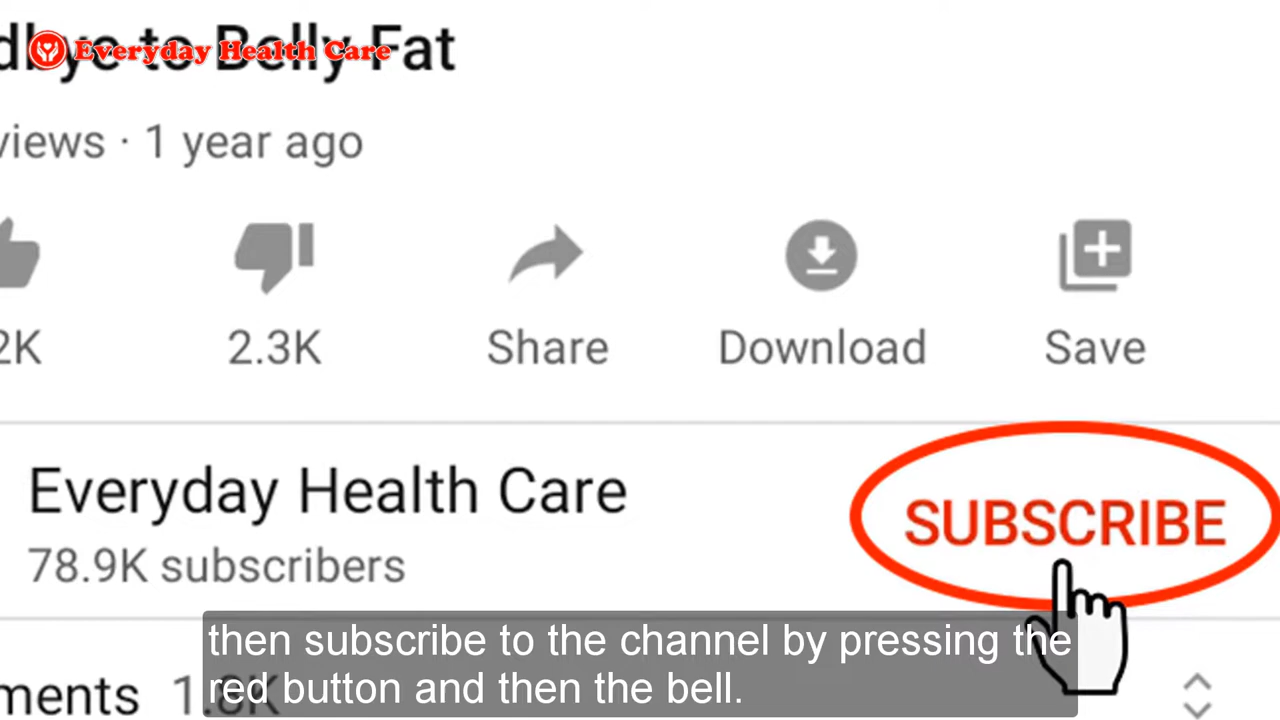 dbye to Belly Fat
Everyday Health Care
views · 1 year ago
2K
2.3K
Share
Download
Save
Everyday Health Care
SUBSCRIBE
78.9K subscribers
then subscribe to the channel by pressing the
red button and then the bell.
ments 1.8K